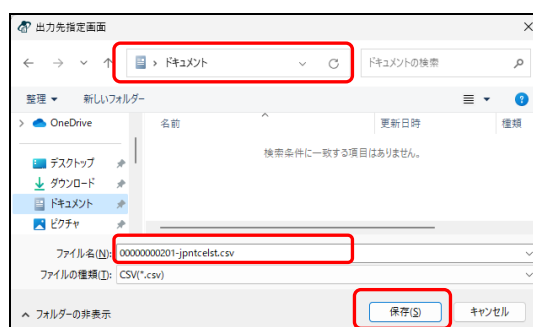 出力先指定画面
ドキュメント
ドキュメントの検索
整理
新しいフォルダー
OneDrive
名前
更新日時
種類
検索条件に一致する項目はありません。
デスクトップ
ダウンロード
ドキュメント
ピクチャ
ファイル名(N): 00000000201-jpntcelst.csv
ファイルの種類(T): CSV(*.csv)
フォルダーの非表示
保存(S)
キャンセル